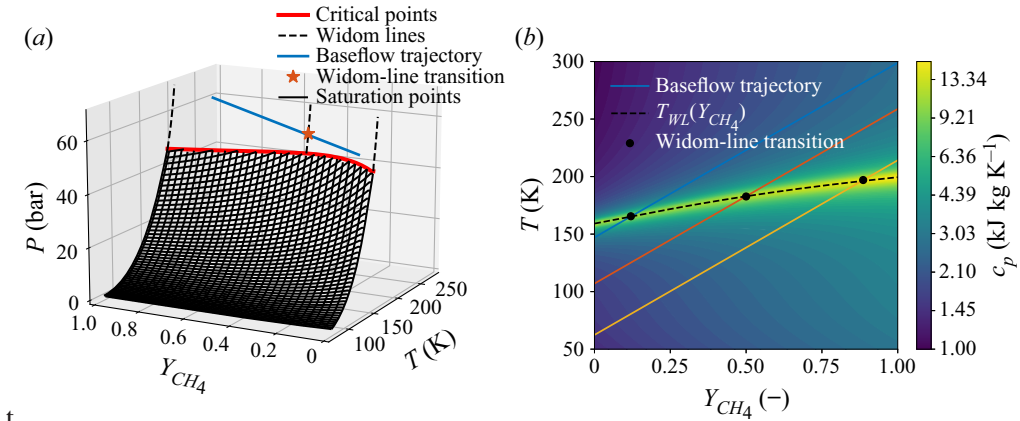 (a)
Critical points
Widom lines
Baseflow trajectory
Widom-line transition
Saturation points
P (bar)
60
40
20
0
1.0
0.8
0.6
0.4
0.2
0
Y_{CH_4}
100
150
200
250
T (K)
(b)
Baseflow trajectory
T_{WL}(Y_{CH_4})
Widom-line transition
T (K)
300
250
200
150
100
50
0
0.25
0.50
0.75
1.00
Y_{CH_4} (−)
13.34
9.21
6.36
4.39
3.03
2.10
1.45
1.00
c_p (kJ kg K⁻¹)
t